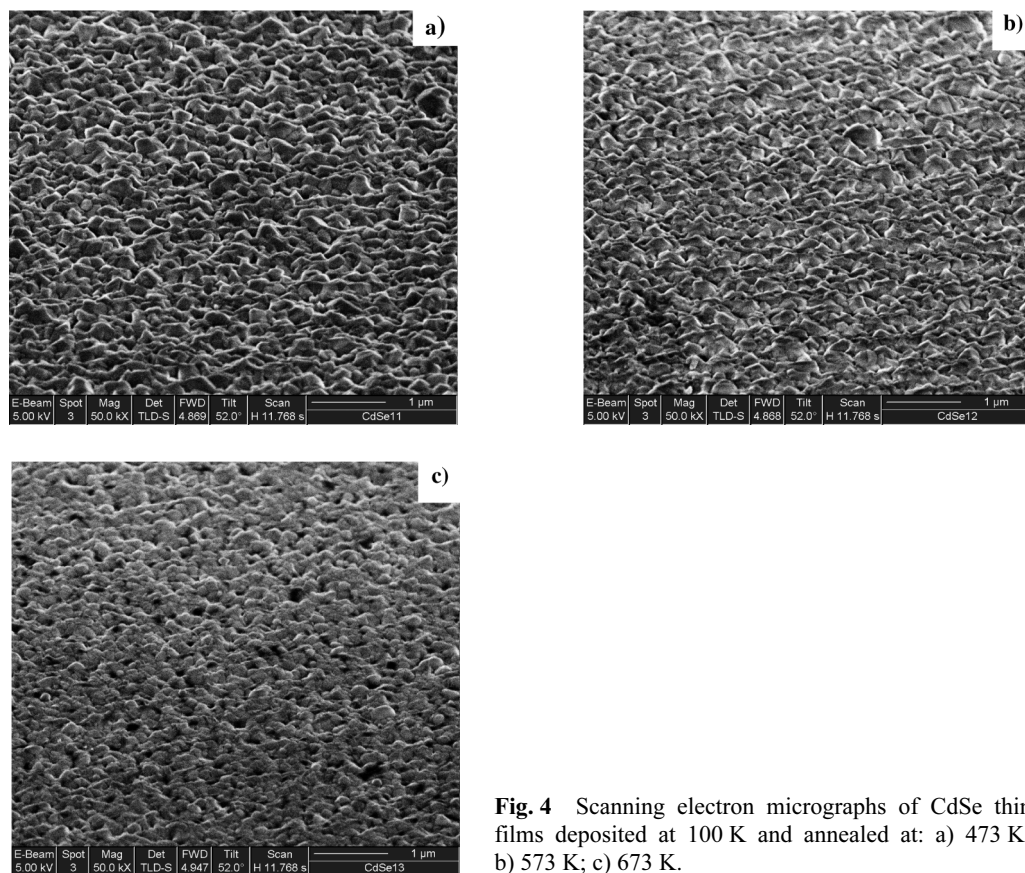 a)
E-Beam Spot Mag Det FWD Tilt Scan 1 µm
5.00 kV 3 50.0 kX TLD-S 4.869 52.0° H 11.768 s CdSe11
b)
E-Beam Spot Mag Det FWD Tilt Scan 1 µm
5.00 kV 3 50.0 kX TLD-S 4.868 52.0° H 11.768 s CdSe12
c)
E-Beam Spot Mag Det FWD Tilt Scan 1 µm
5.00 kV 3 50.0 kX TLD-S 4.947 52.0° H 11.768 s CdSe13
Fig. 4 Scanning electron micrographs of CdSe thin
films deposited at 100 K and annealed at: a) 473 K
b) 573 K; c) 673 K.